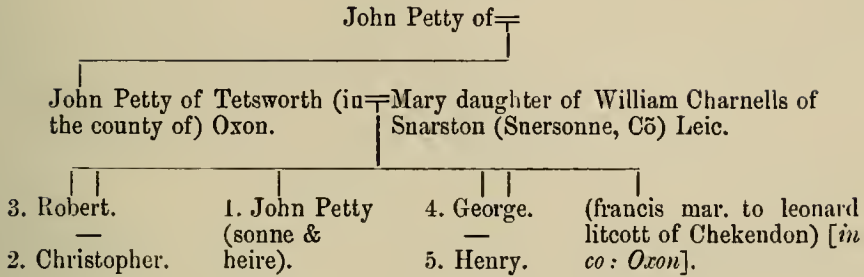 John Petty of
John Petty of Tetsworth (in
the county of) Oxon.
Mary daughter of William Charnells of
Snarston (Snersonne, Cō) Leic.
3. Robert.
—
2. Christopher.
1. John Petty
(sonne &
heire).
4. George.
—
5. Henry.
(francis mar. to leonard
litcott of Chekendon) [in
co : Oxon].